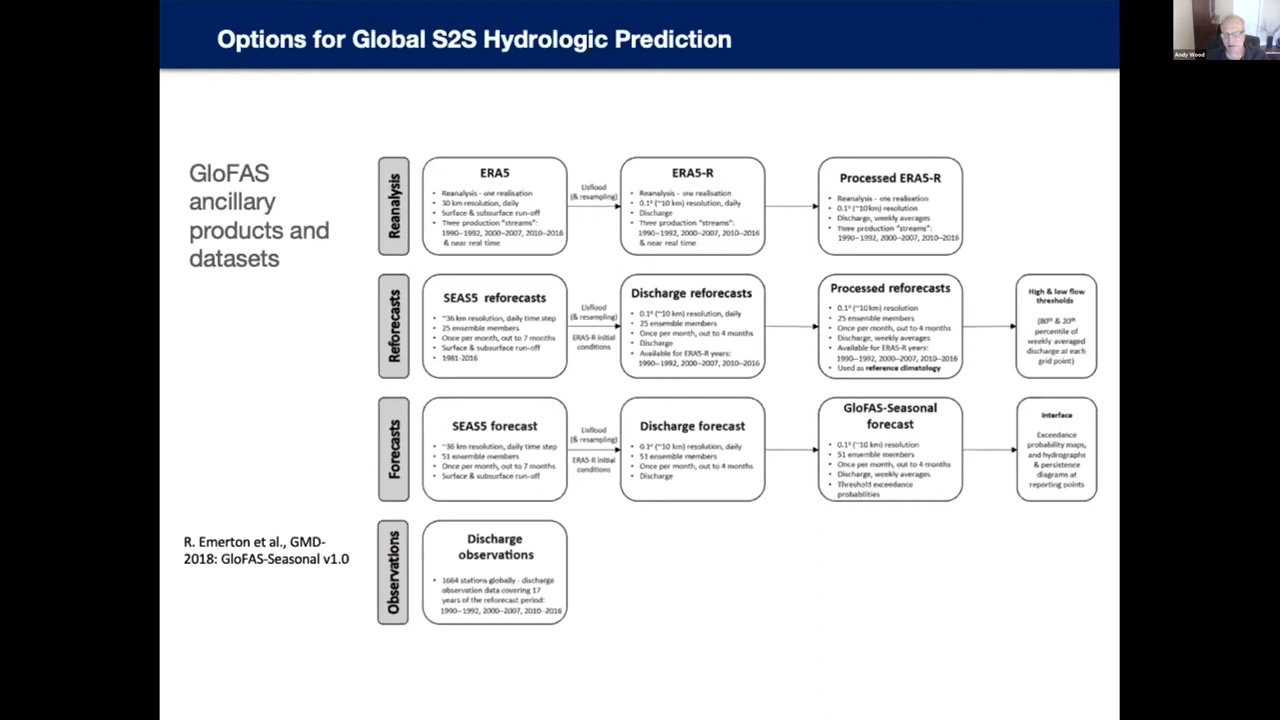 Options for Global S2S Hydrologic Prediction
Andy Wood
GloFAS
ancillary
products and
datasets
Reanalysis
ERA5
• Reanalysis - one realisation
• 30 km resolution, daily
• Surface & subsurface run-off
• Three production "streams":
1990–1992, 2000–2007, 2010–2016
& near real time
Lisflood
(& resampling)
ERA5-R
• Reanalysis - one realisation
• 0.1º (~10 km) resolution, daily
• Discharge
• Three production "streams":
1990–1992, 2000–2007, 2010–2016
& near real time
Processed ERA5-R
• Reanalysis - one realisation
• 0.1º (~10km) resolution
• Discharge, weekly averages
• Three production "streams":
1990–1992, 2000–2007, 2010–2016
Reforecasts
SEAS5 reforecasts
• ~36 km resolution, daily time step
• 25 ensemble members
• Once per month, out to 7 months
• Surface & subsurface run-off
• 1981-2016
Lisflood
(& resampling)
ERA5-R initial
conditions
Discharge reforecasts
• 0.1º (~10 km) resolution, daily
• 25 ensemble members
• Once per month, out to 4 months
• Discharge
• Available for ERA5-R years:
1990–1992, 2000–2007, 2010–2016
Processed reforecasts
• 0.1º (~10 km) resolution
• 25 ensemble members
• Once per month, out to 4 months
• Discharge, weekly averages
• Available for ERA5-R years:
1990–1992, 2000–2007, 2010–2016
• Used as reference climatology
High & low flow
thresholds
(80th & 20th
percentile of
weekly averaged
discharge at each
grid point)
Forecasts
SEAS5 forecast
• ~36 km resolution, daily time step
• 51 ensemble members
• Once per month, out to 7 months
• Surface & subsurface run-off
Lisflood
(& resampling)
ERA5-R initial
conditions
Discharge forecast
• 0.1º (~10 km) resolution, daily
• 51 ensemble members
• Once per month, out to 4 months
• Discharge
GloFAS-Seasonal
forecast
• 0.1º (~10 km) resolution
• 51 ensemble members
• Once per month, out to 4 months
• Discharge, weekly averages
• Threshold exceedance
probabilities
Interface
Exceedance
probability maps,
and hydrographs
& persistence
diagrams at
reporting points
R. Emerton et al., GMD-
2018: GloFAS-Seasonal v1.0
Observations
Discharge
observations
• 1664 stations globally - discharge
observation data covering 17
years of the reforecast period:
1990–1992, 2000–2007, 2010-2016